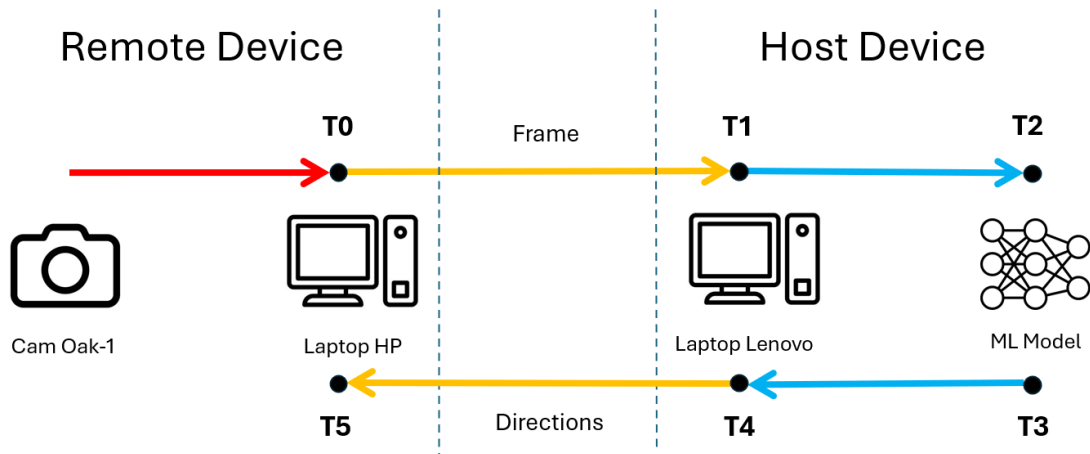 Remote Device
Host Device
T0
Frame
T1
T2
Cam Oak-1
Laptop HP
Laptop Lenovo
ML Model
T5
Directions
T4
T3